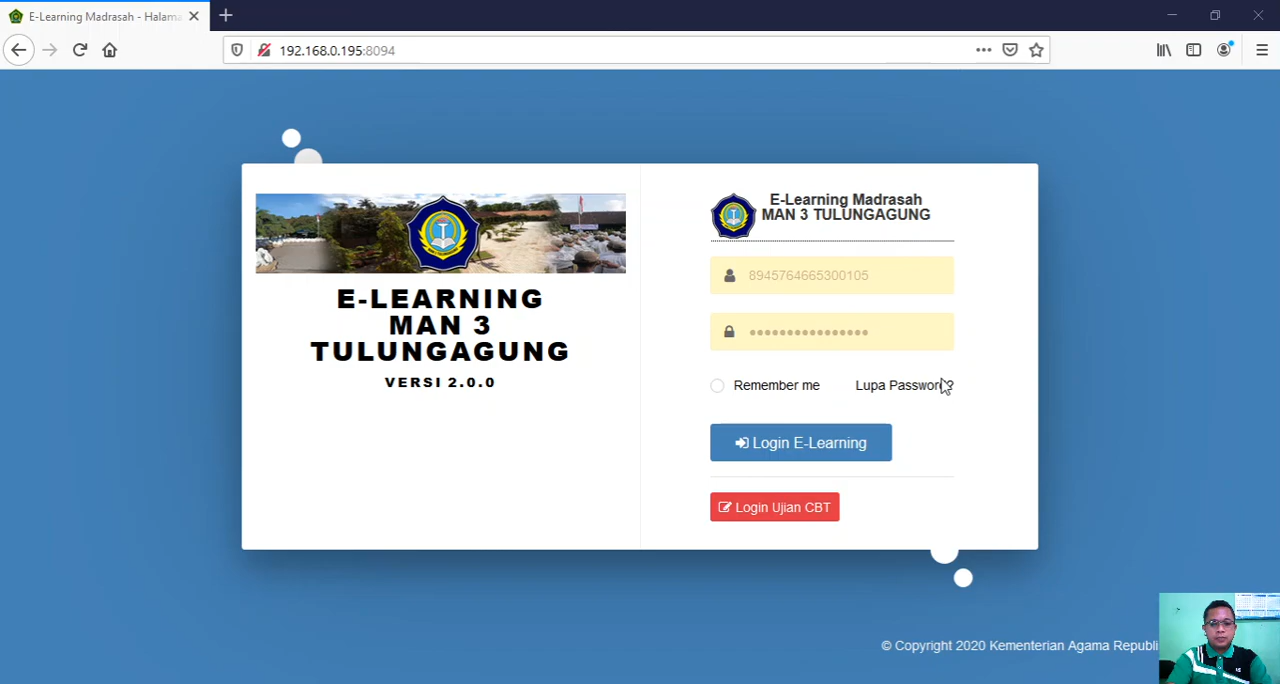 E-Learning Madrasah - Halama
192.168.0.195:8094
E-LEARNING
MAN 3
TULUNGAGUNG
VERSI 2.0.0
E-Learning Madrasah
MAN 3 TULUNGAGUNG
8945764665300105
••••••••••••••••
Remember me
Lupa Password?
Login E-Learning
Login Ujian CBT
© Copyright 2020 Kementerian Agama Republi